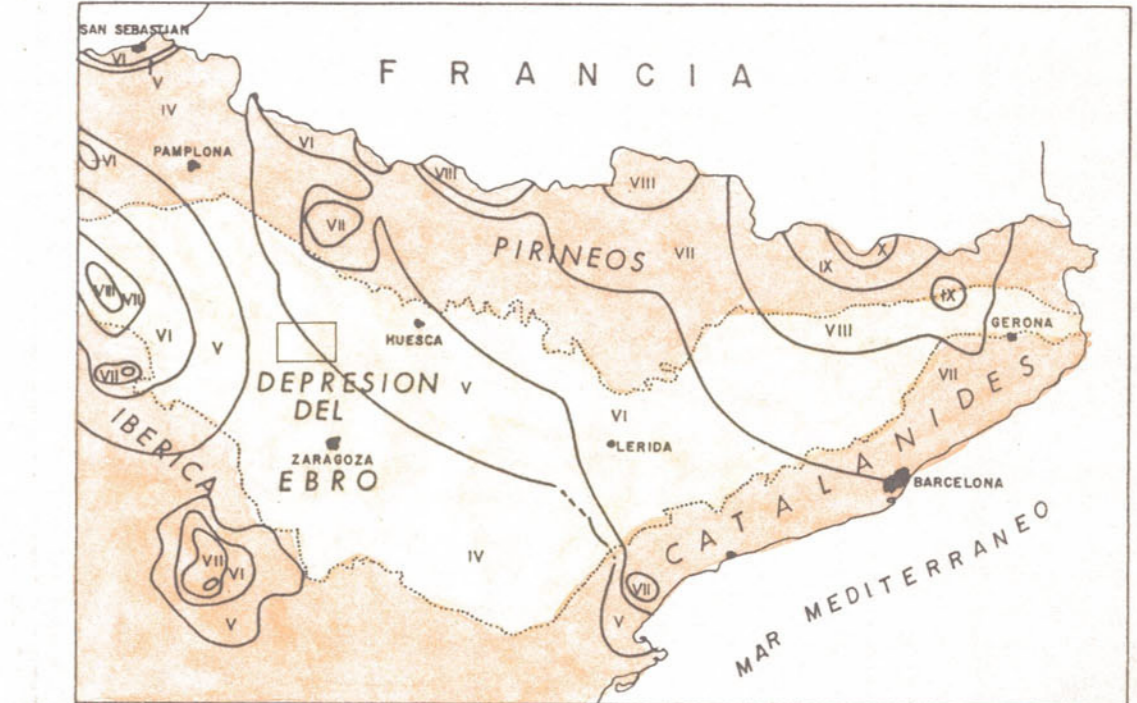 SAN SEBASTIAN
VI
V
IV
FRANCIA
PAMPLONA
VI
VI
VIII
VIII
VII
PIRINEOS
VII
X
IX
IX
VIII
VII
VI
V
HUESCA
VIII
GERONA
VII
VII
DEPRESION
DEL
EBRO
V
VI
LERIDA
ZARAGOZA
IBERICA
CATALANIDES
BARCELONA
IV
VII
VI
V
VII
V
MAR MEDITERRANEO